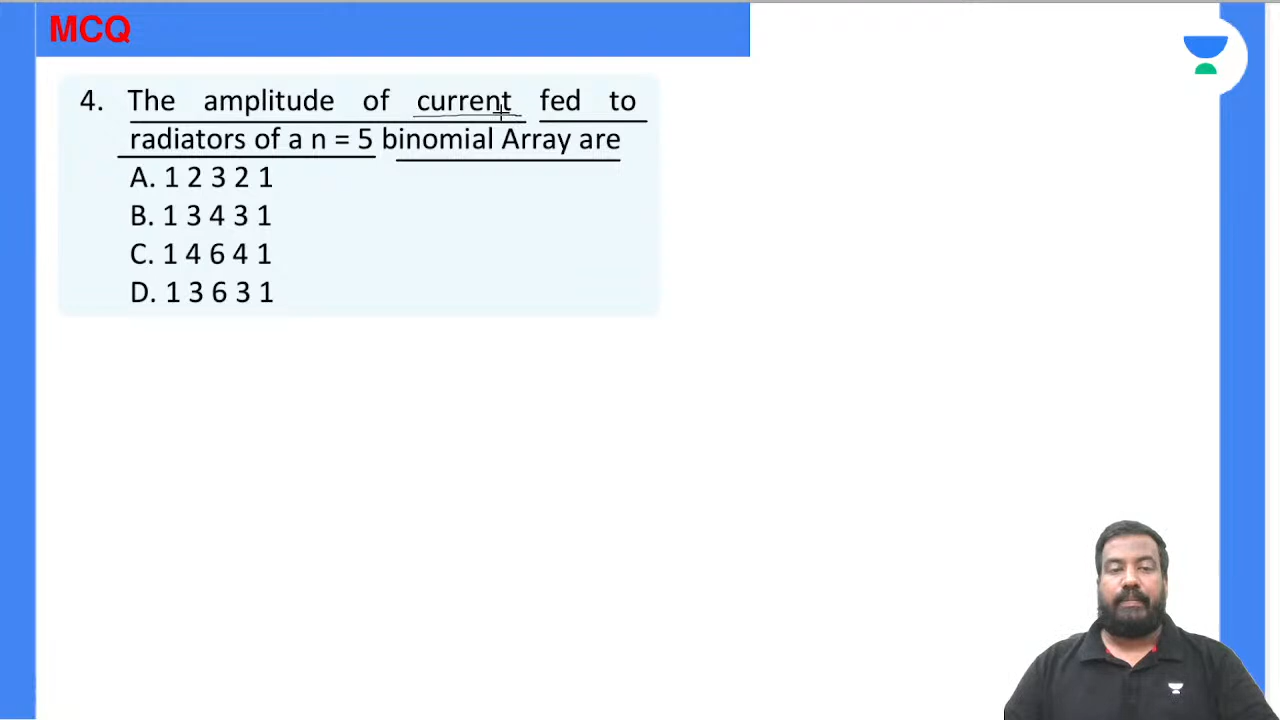 MCQ
4. The amplitude of current fed to
radiators of a n = 5 binomial Array are
A. 1 2 3 2 1
B. 1 3 4 3 1
C. 1 4 6 4 1
D. 1 3 6 3 1